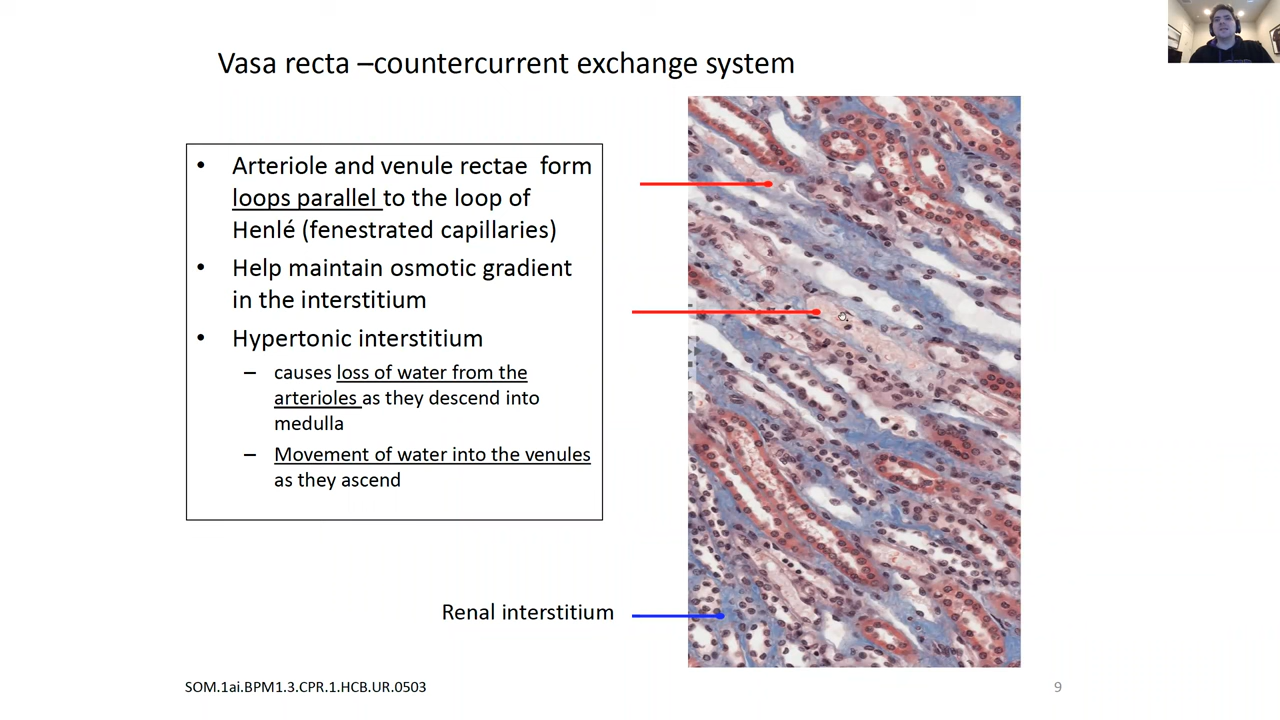 Vasa recta –countercurrent exchange system
• Arteriole and venule rectae form
loops parallel to the loop of
Henlé (fenestrated capillaries)
• Help maintain osmotic gradient
in the interstitium
• Hypertonic interstitium
– causes loss of water from the
arterioles as they descend into
medulla
– Movement of water into the venules
as they ascend
Renal interstitium
SOM.1ai.BPM1.3.CPR.1.HCB.UR.0503
9